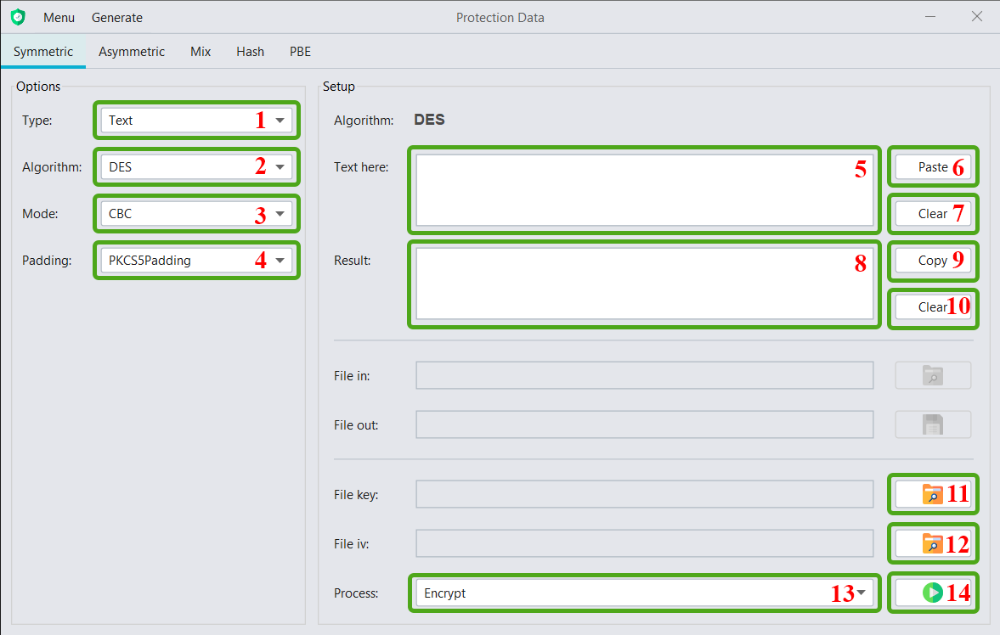 Menu Generate Protection Data
Symmetric Asymmetric Mix Hash PBE
Options
Type: Text 1
Algorithm: DES 2
Mode: CBC 3
Padding: PKCS5Padding 4
Setup
Algorithm: DES
Text here: 5 Paste 6
Clear 7
Result: 8 Copy 9
Clear 10
File in:
File out:
File key: 11
File iv: 12
Process: Encrypt 13 14